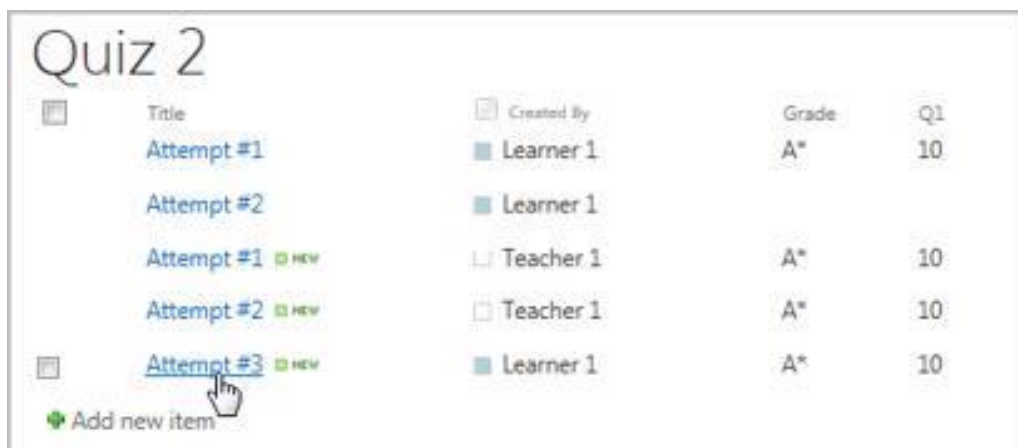 Quiz 2
Title Created By Grade Q1
Attempt #1 Learner 1 A* 10
Attempt #2 Learner 1
Attempt #1 NEW Teacher 1 A* 10
Attempt #2 NEW Teacher 1 A* 10
Attempt #3 NEW Learner 1 A* 10
Add new item